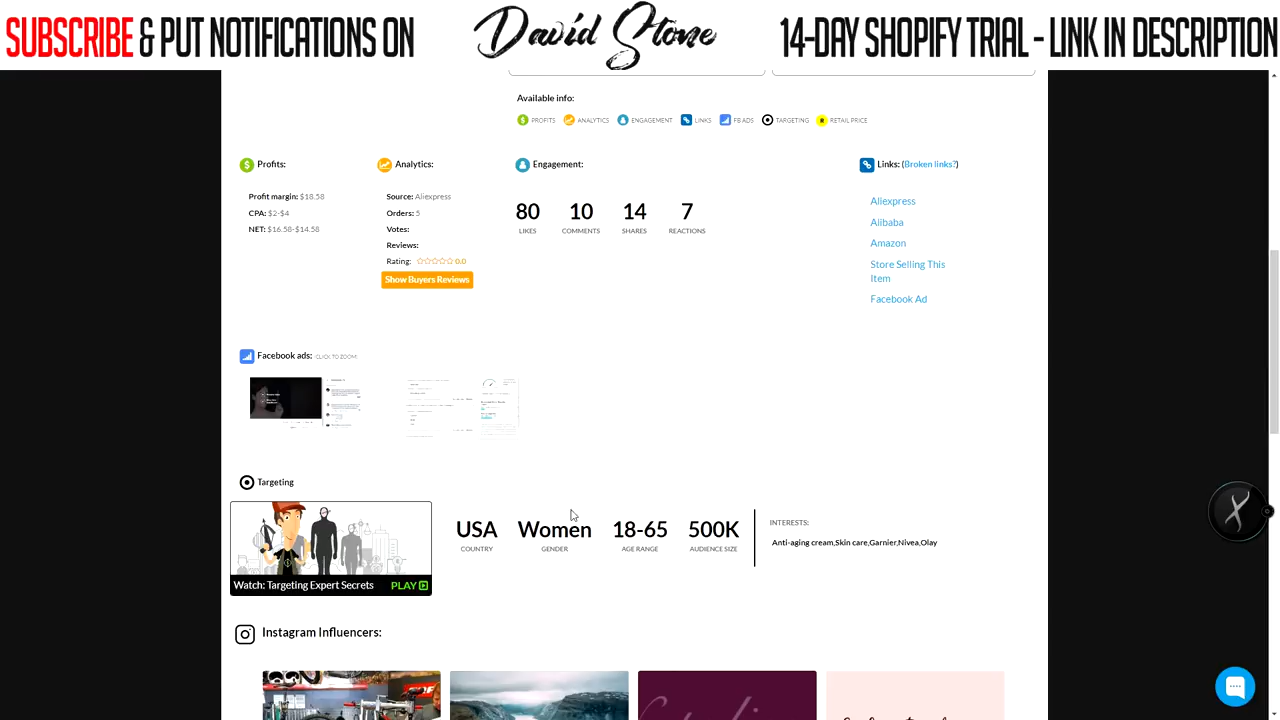 SUBSCRIBE & PUT NOTIFICATIONS ON
David Stone
14-DAY SHOPIFY TRIAL - LINK IN DESCRIPTION
Available info:
PROFITS ANALYTICS ENGAGEMENT LINKS FB ADS TARGETING RETAIL PRICE
Profits:
Profit margin: $18.58
CPA: $2-$4
NET: $16.58-$14.58
Analytics:
Source: Aliexpress
Orders: 5
Votes:
Reviews:
Rating: 0.0
Show Buyers Reviews
Engagement:
80 10 14 7
LIKES COMMENTS SHARES REACTIONS
Links: (Broken links?)
Aliexpress
Alibaba
Amazon
Store Selling This
Item
Facebook Ad
Facebook ads: CLICK TO ZOOM
Targeting
Watch: Targeting Expert Secrets PLAY
USA Women 18-65 500K
COUNTRY GENDER AGE RANGE AUDIENCE SIZE
INTERESTS:
Anti-aging cream,Skin care,Garnier,Nivea,Olay
Instagram Influencers: